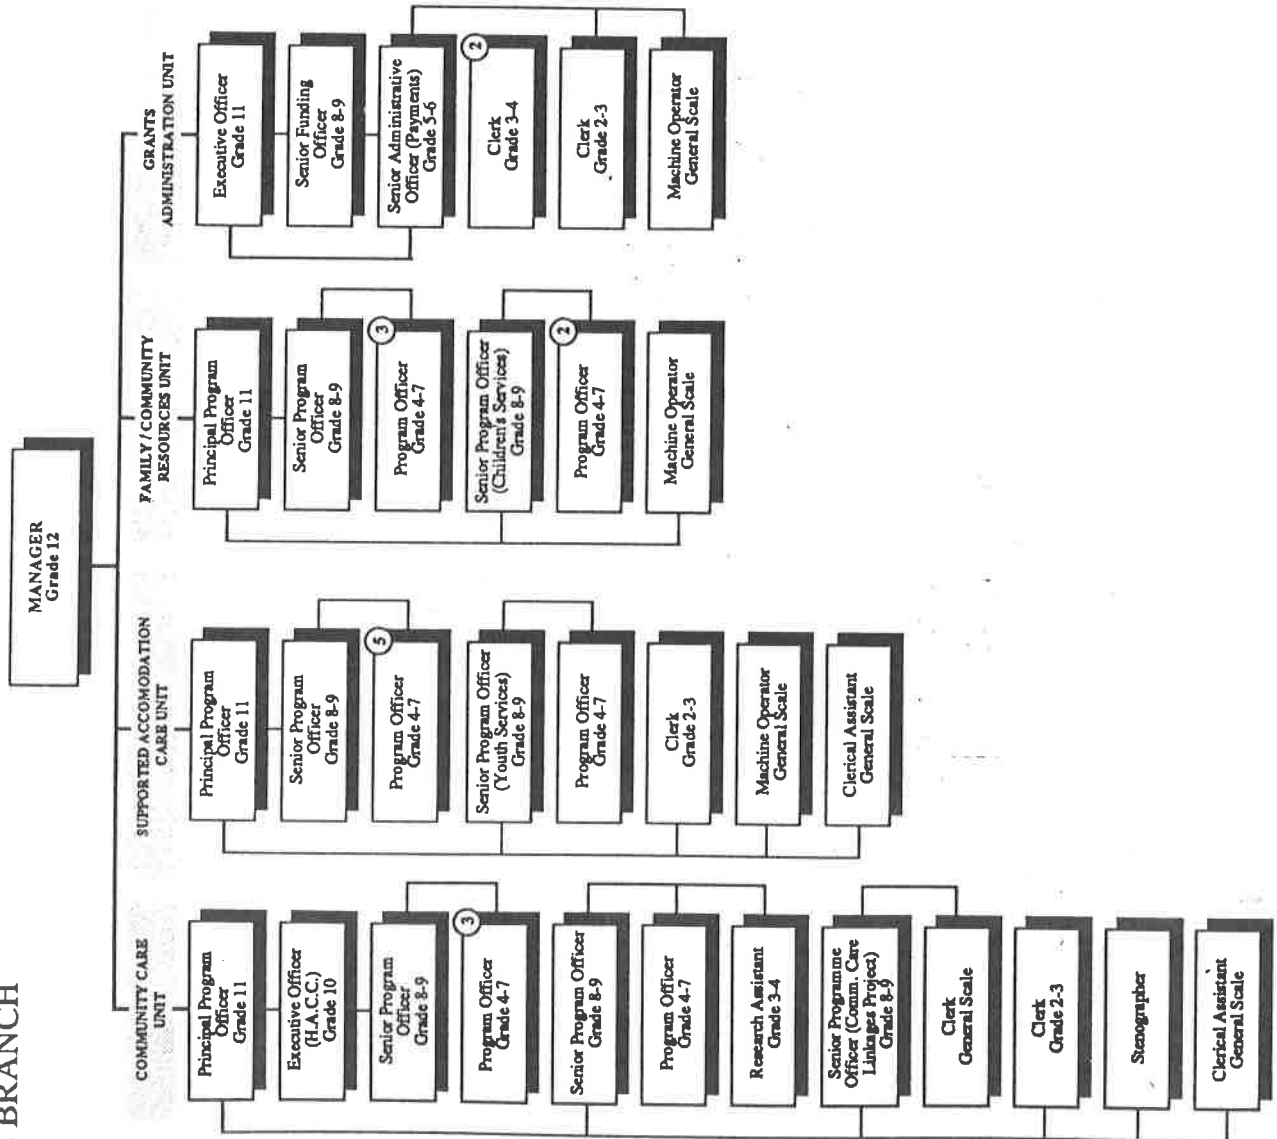 BRANCH
MANAGER
Grade 12
COMMUNITY CARE
UNIT
Principal Program
Officer
Grade 11
Executive Officer
(H.A.C.C.)
Grade 10
Senior Program
Officer
Grade 8-9
3
Program Officer
Grade 4-7
Senior Program Officer
Grade 8-9
Program Officer
Grade 4-7
Research Assistant
Grade 3-4
Senior Programme
Officer (Comm. Care
Linkages Project)
Grade 8-9
Clerk
General Scale
Clerk
Grade 2-3
Stenographer
Clerical Assistant
General Scale
SUPPORTED ACCOMODATION
CARE UNIT
Principal Program
Officer
Grade 11
Senior Program
Officer
Grade 8-9
5
Program Officer
Grade 4-7
Senior Program Officer
(Youth Services)
Grade 8-9
Program Officer
Grade 4-7
Clerk
Grade 2-3
Machine Operator
General Scale
Clerical Assistant
General Scale
FAMILY / COMMUNITY
RESOURCES UNIT
Principal Program
Officer
Grade 11
Senior Program
Officer
Grade 8-9
3
Program Officer
Grade 4-7
Senior Program Officer
(Children's Services)
Grade 8-9
2
Program Officer
Grade 4-7
Machine Operator
General Scale
GRANTS
ADMINISTRATION UNIT
Executive Officer
Grade 11
Senior Funding
Officer
Grade 8-9
Senior Administrative
Officer (Payments)
Grade 5-6
2
Clerk
Grade 3-4
Clerk
Grade 2-3
Machine Operator
General Scale